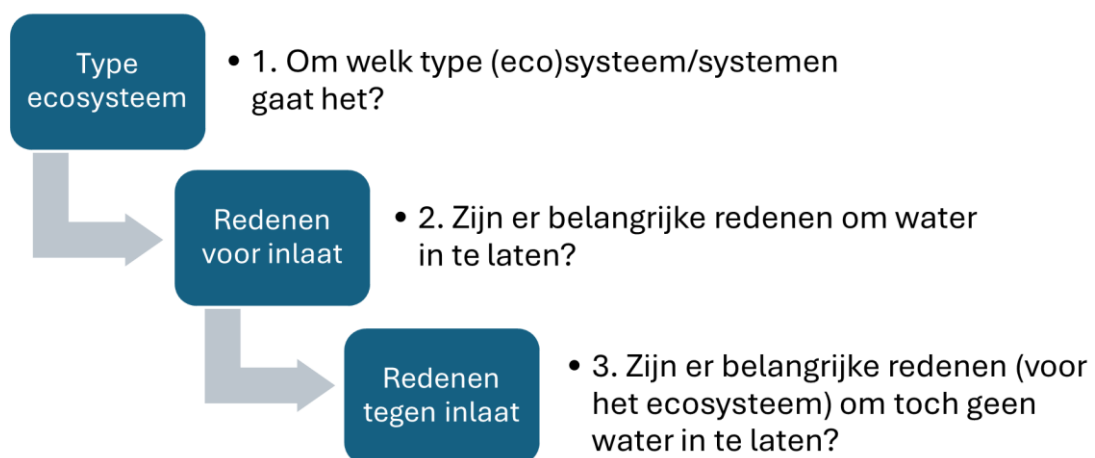 Type
ecosysteem
• 1. Om welk type (eco)systeem/systemen
gaat het?
Redenen
voor inlaat
• 2. Zijn er belangrijke redenen om water
in te laten?
Redenen
tegen inlaat
• 3. Zijn er belangrijke redenen (voor
het ecosysteem) om toch geen
water in te laten?